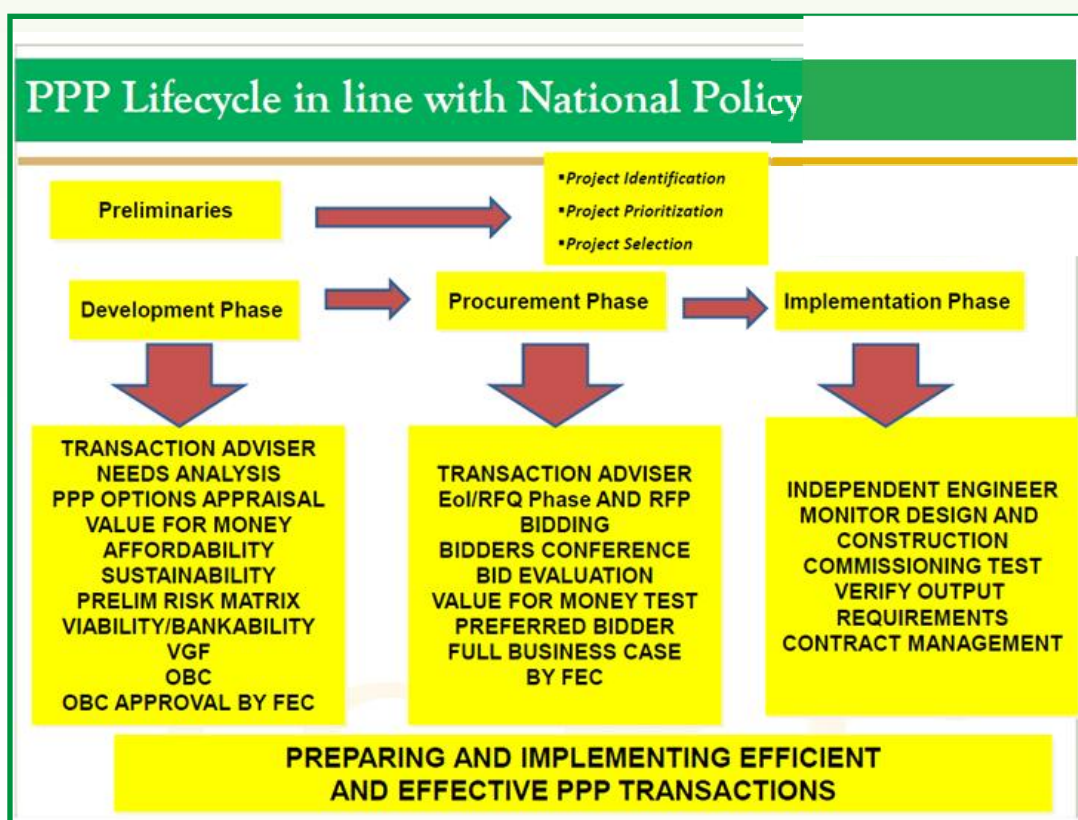 PPP Lifecycle in line with National Policy
Preliminaries
▪Project Identification
▪Project Prioritization
▪Project Selection
Development Phase
Procurement Phase
Implementation Phase
TRANSACTION ADVISER
NEEDS ANALYSIS
PPP OPTIONS APPRAISAL
VALUE FOR MONEY
AFFORDABILITY
SUSTAINABILITY
PRELIM RISK MATRIX
VIABILITY/BANKABILITY
VGF
OBC
OBC APPROVAL BY FEC
TRANSACTION ADVISER
EoI/RFQ Phase AND RFP
BIDDING
BIDDERS CONFERENCE
BID EVALUATION
VALUE FOR MONEY TEST
PREFERRED BIDDER
FULL BUSINESS CASE
BY FEC
INDEPENDENT ENGINEER
MONITOR DESIGN AND
CONSTRUCTION
COMMISSIONING TEST
VERIFY OUTPUT
REQUIREMENTS
CONTRACT MANAGEMENT
PREPARING AND IMPLEMENTING EFFICIENT
AND EFFECTIVE PPP TRANSACTIONS